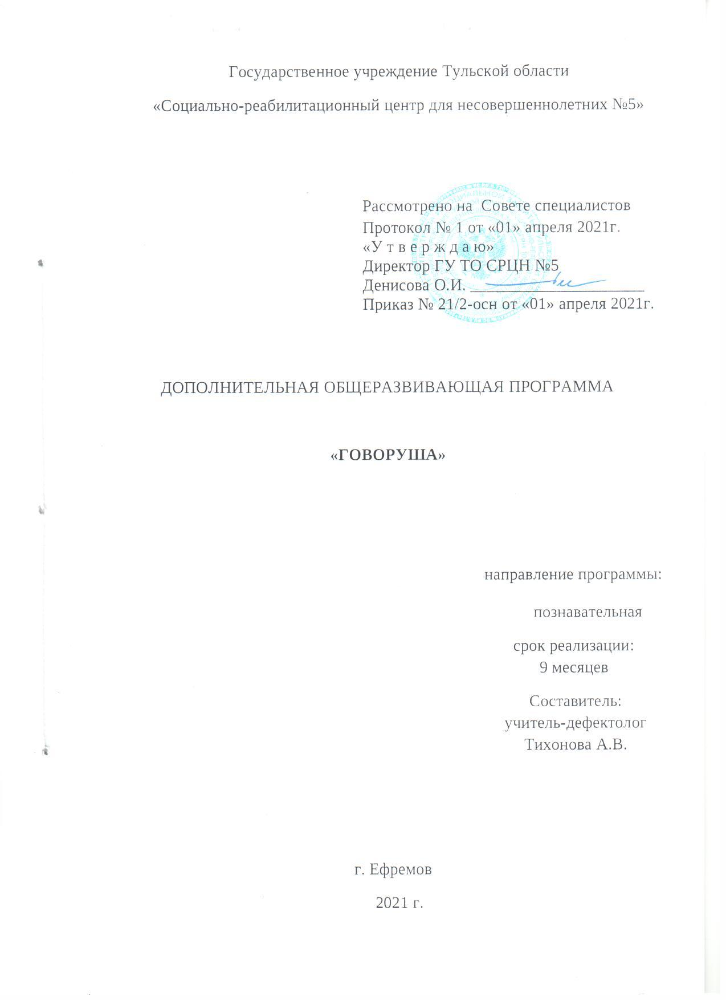 Государственное учреждение Тульской области
«Социально-реабилитационный центр для несовершеннолетних №5»
Рассмотрено на Совете специалистов
Протокол № 1 от «01» апреля 2021г.
«У т в е р ж д а ю»
Директор ГУ ТО СРЦН №5
Денисова О.И. ______________________
Приказ № 21/2-осн от «01» апреля 2021г.
ДОПОЛНИТЕЛЬНАЯ ОБЩЕРАЗВИВАЮЩАЯ ПРОГРАММА
«ГОВОРУША»
направление программы:
познавательная
срок реализации:
9 месяцев
Составитель:
учитель-дефектолог
Тихонова А.В.
г. Ефремов
2021 г.